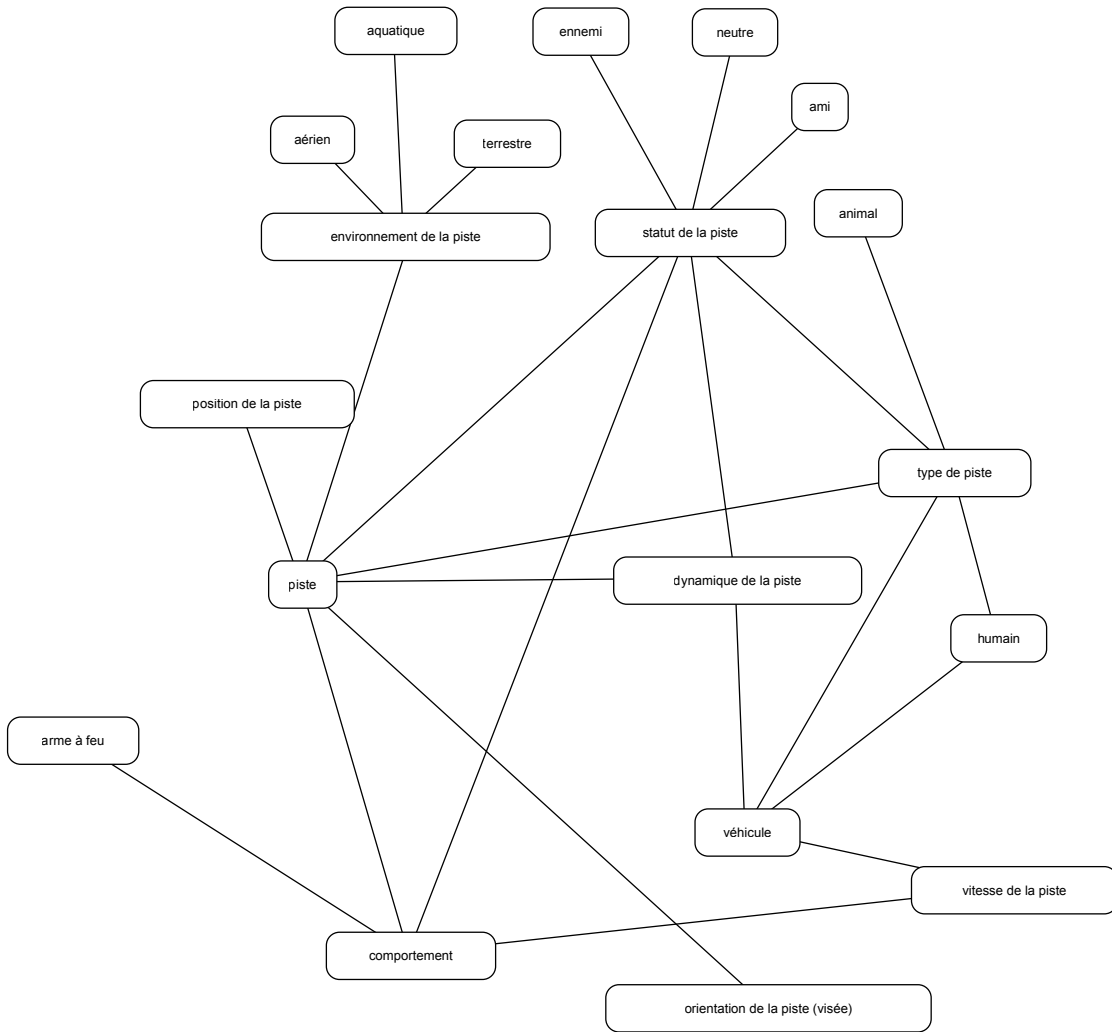 aquatique
ennemi
neutre
ami
aérien
terrestre
animal
environnement de la piste
statut de la piste
position de la piste
type de piste
piste
dynamique de la piste
humain
arme à feu
véhicule
vitesse de la piste
comportement
orientation de la piste (visée)